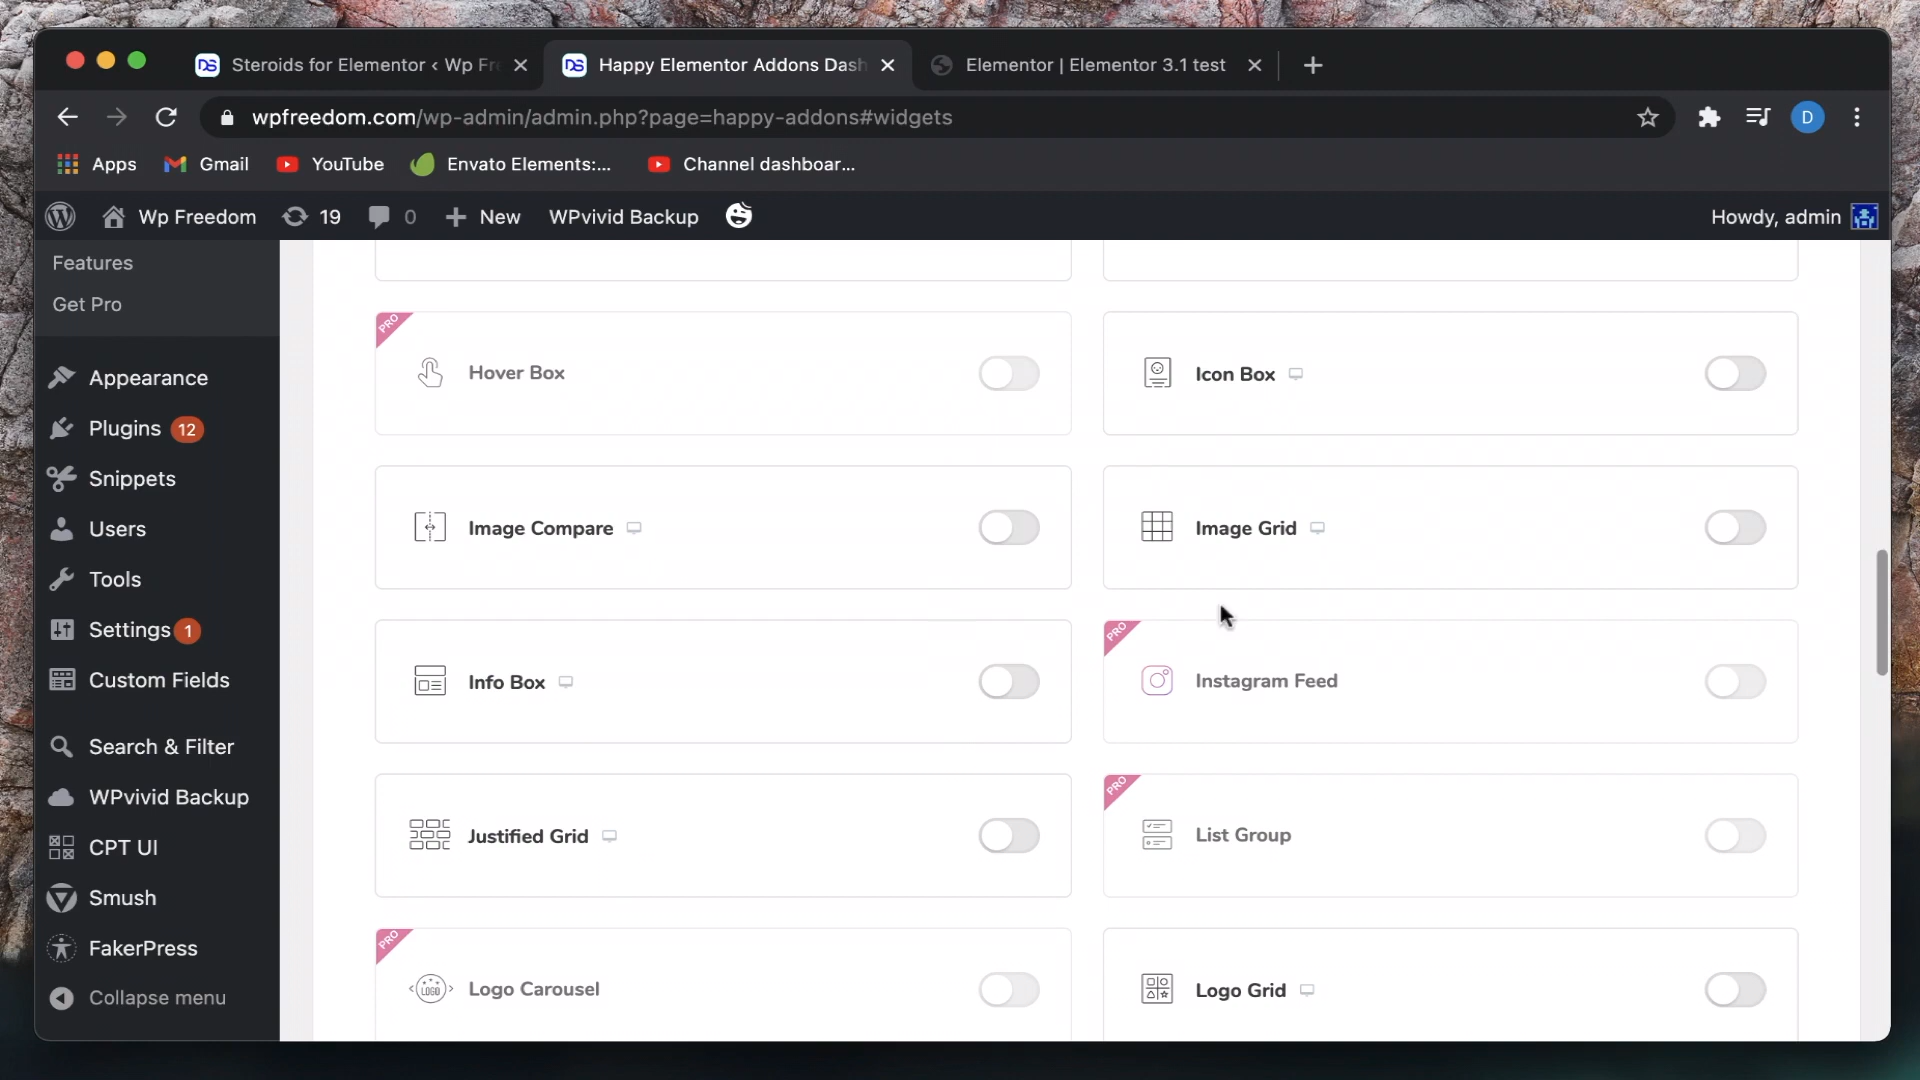 Steroids for Elementor < Wp Fre
Happy Elementor Addons Dash
Elementor | Elementor 3.1 test
wpfreedom.com/wp-admin/admin.php?page=happy-addons#widgets
D
Apps
Gmail
YouTube
Envato Elements:...
Channel dashboar...
Wp Freedom
19
0
New
WPvivid Backup
Howdy, admin
Features
Get Pro
Appearance
Plugins 12
Snippets
Users
Tools
Settings 1
Custom Fields
Search & Filter
WPvivid Backup
CPT UI
Smush
FakerPress
Collapse menu
PRO
Hover Box
Icon Box
Image Compare
Image Grid
Info Box
PRO
Instagram Feed
Justified Grid
PRO
List Group
PRO
LOGO
Logo Carousel
Logo Grid